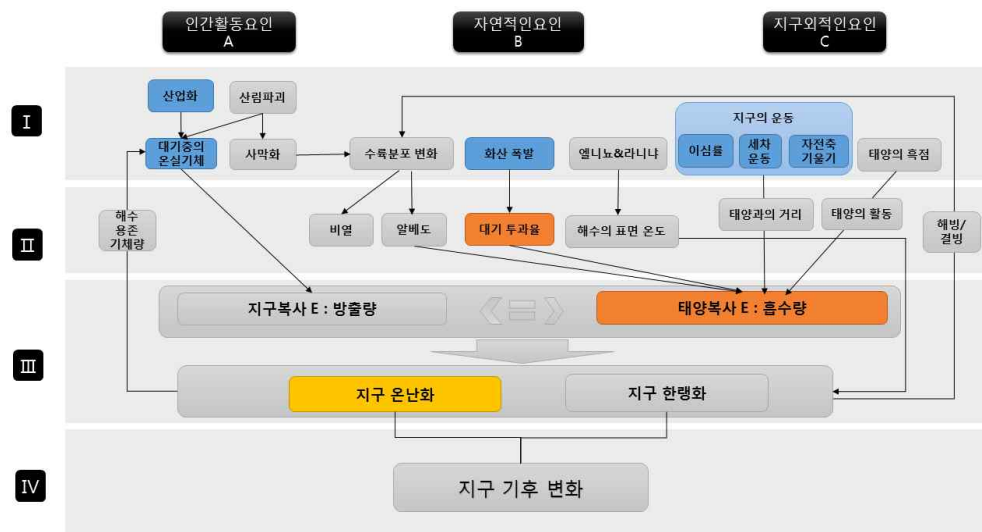 인간활동요인
A
자연적인요인
B
지구외적인요인
C
I
산업화
산림파괴
지구의 운동
대기중의
온실기체
사막화
수륙분포 변화
화산 폭발
엘니뇨&라니냐
이심률
세차
운동
자전축
기울기
태양의 흑점
II
해수
용존
기체량
비열
알베도
대기 투과율
해수의 표면 온도
태양과의 거리
태양의 활동
해빙/
결빙
III
지구복사 E : 방출량
태양복사 E : 흡수량
지구 온난화
지구 한랭화
IV
지구 기후 변화